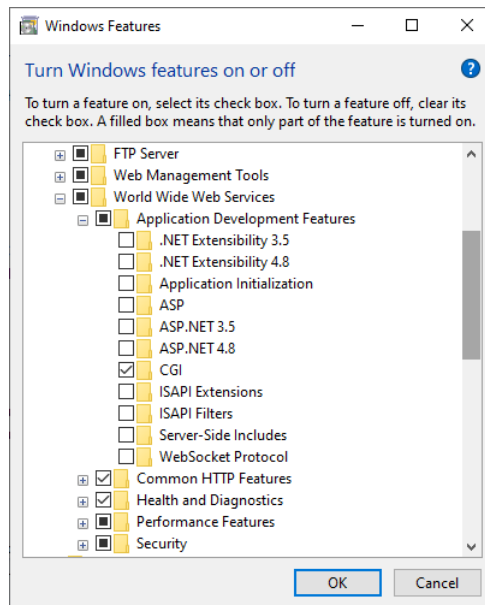 Windows Features
Turn Windows features on or off
To turn a feature on, select its check box. To turn a feature off, clear its
check box. A filled box means that only part of the feature is turned on.
FTP Server
Web Management Tools
World Wide Web Services
Application Development Features
.NET Extensibility 3.5
.NET Extensibility 4.8
Application Initialization
ASP
ASP.NET 3.5
ASP.NET 4.8
CGI
ISAPI Extensions
ISAPI Filters
Server-Side Includes
WebSocket Protocol
Common HTTP Features
Health and Diagnostics
Performance Features
Security
OK
Cancel